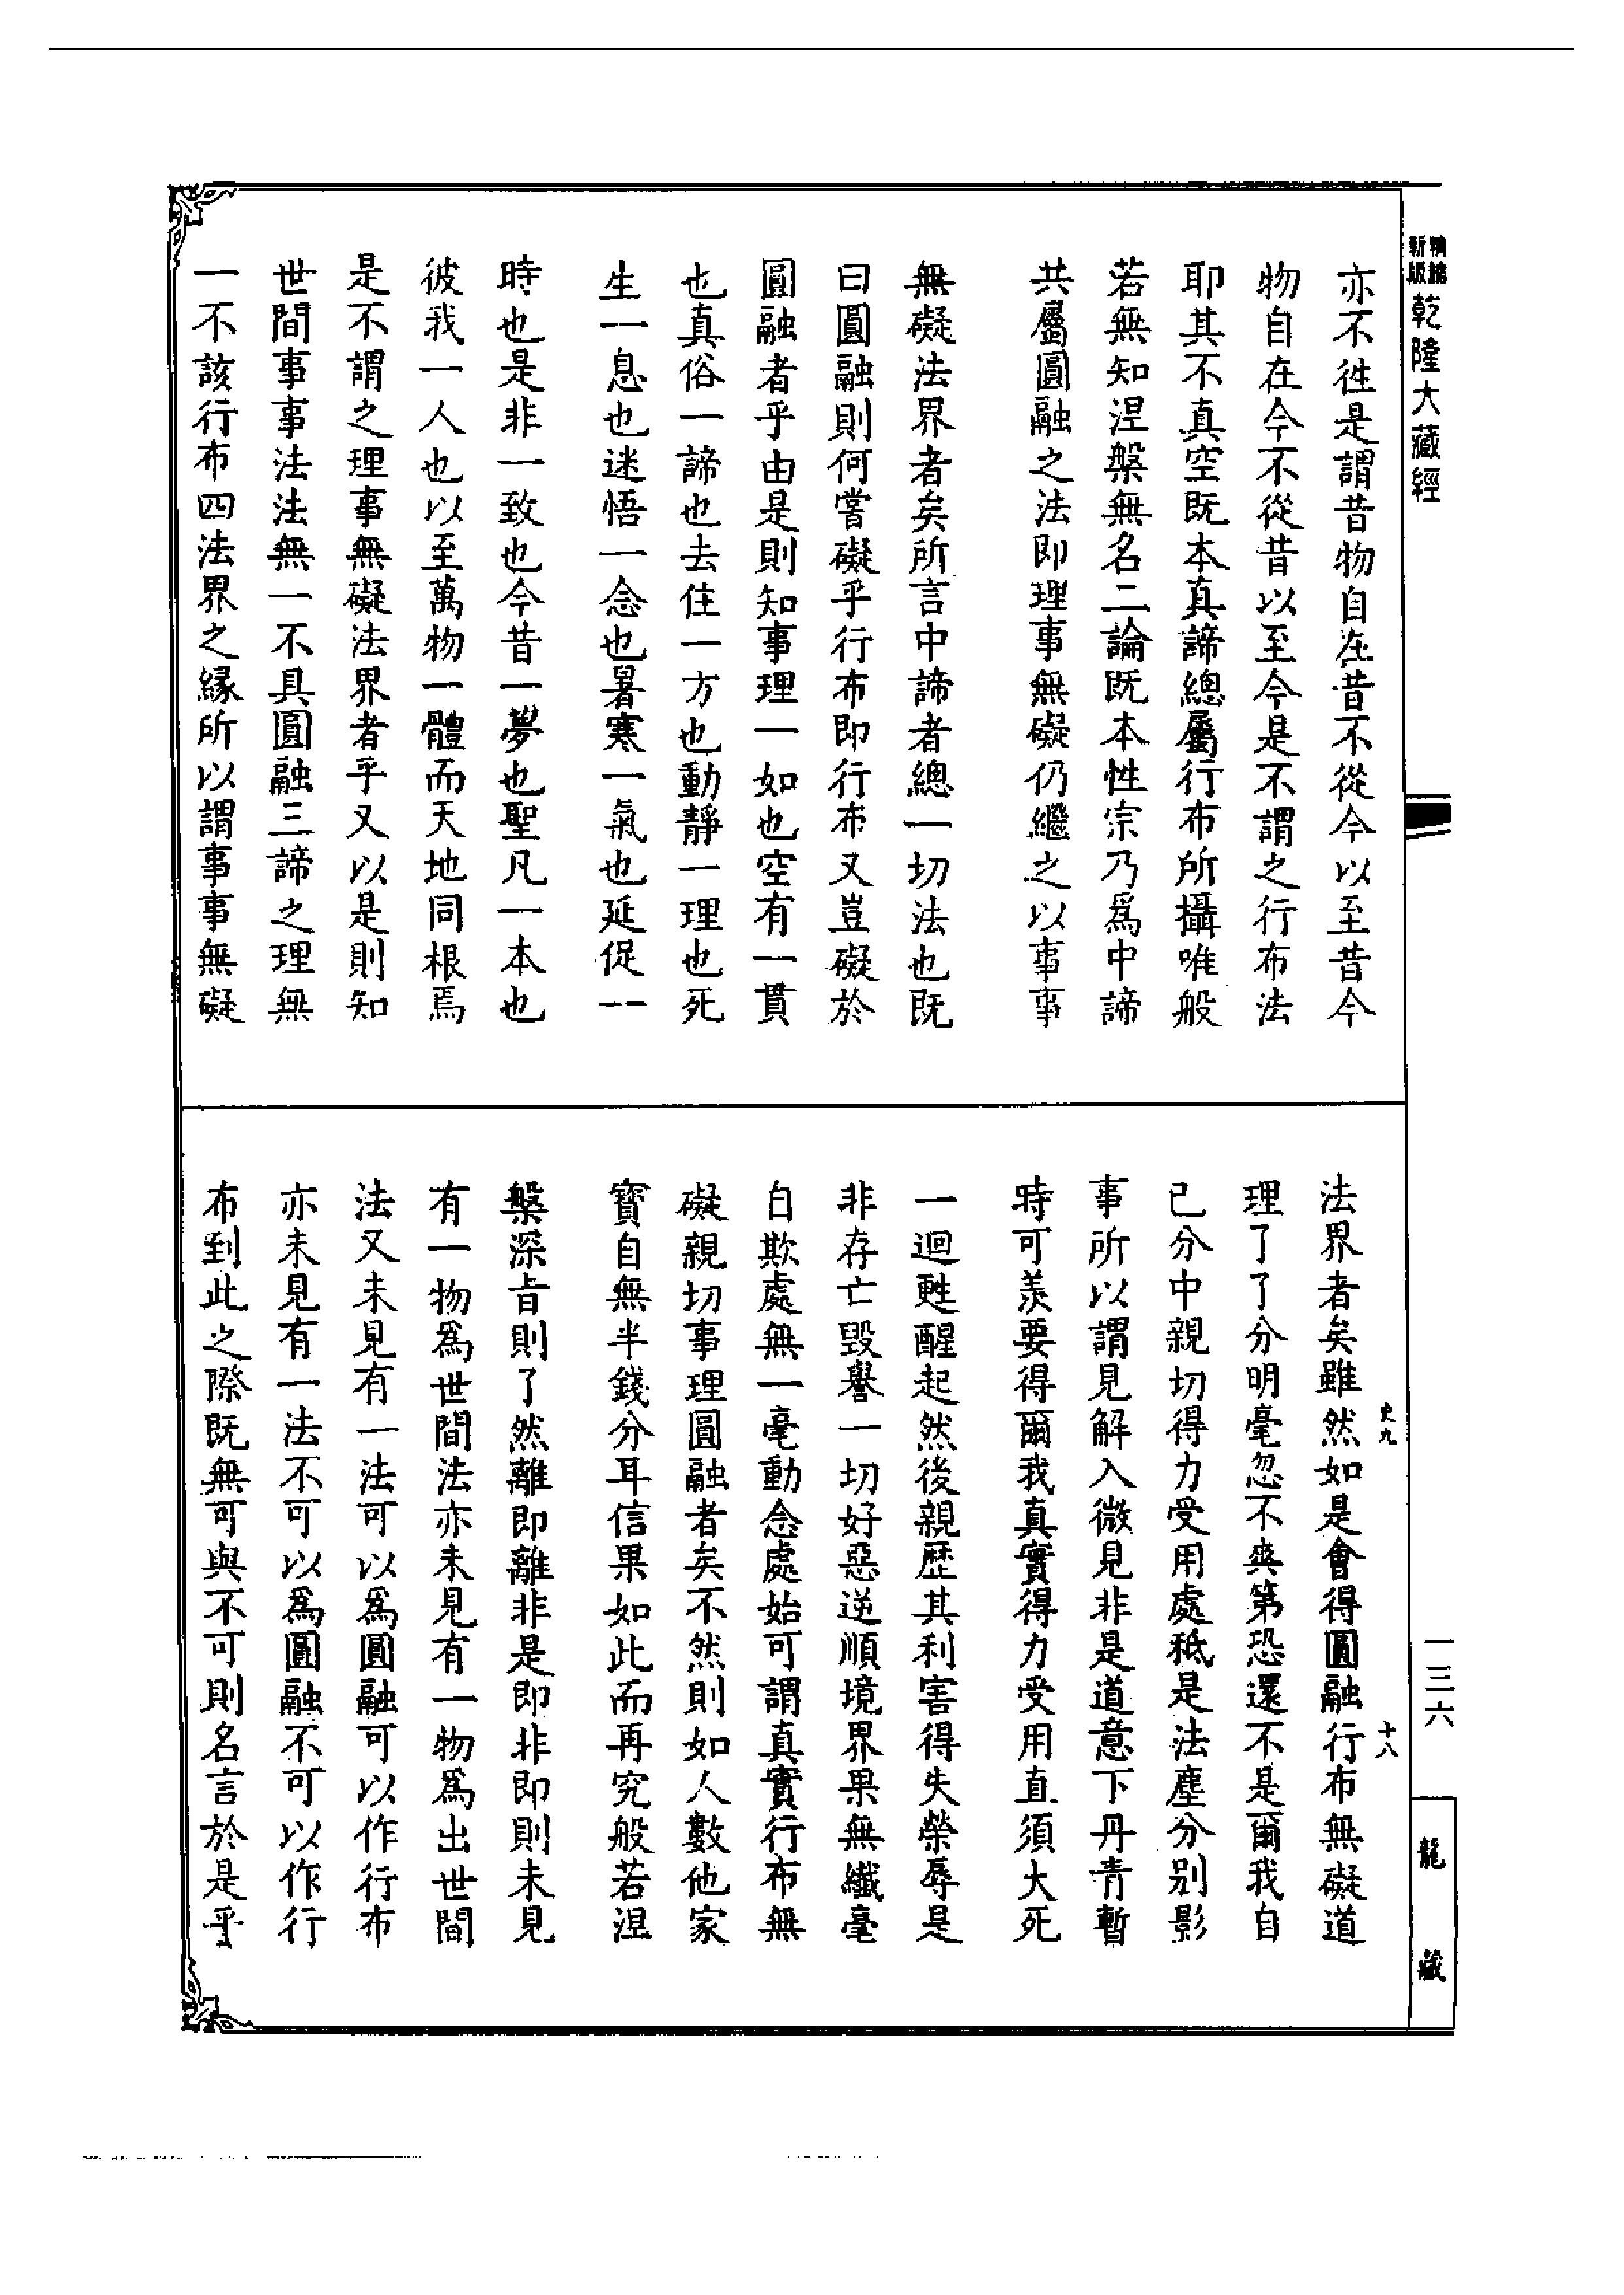 新版精縮乾隆大藏經
亦不徃是謂昔物自在昔不從今以至昔今
物自在今不從昔以至今是不謂之行布法
耶其不真空既本真諦總屬行布所攝唯般
若無知涅槃無名二論既本性宗乃爲中諦
共屬圓融之法即理事無礙仍繼之以事事
無礙法界者矣所言中諦者總一切法也既
曰圓融則何嘗礙乎行布即行布又豈礙於
圓融者乎由是則知事理一如也空有一貫
也真俗一諦也去住一方也動靜一理也死
生一息也迷悟一念也暑寒一氣也延促一
時也是非一致也今昔一夢也聖凡一本也
彼我一人也以至萬物一體而天地同根焉
是不謂之理事無礙法界者乎又以是則知
世間事事法法無一不具圓融三諦之理無
一不該行布四法界之緣所以謂事事無礙
史九
十八
法界者矣雖然如是會得圓融行布無礙道
理了了分明毫忽不爽第恐還不是爾我自
已分中親切得力受用處秪是法塵分別影
事所以謂見解入微見非是道意下丹青暫
時可羨要得爾我真實得力受用直須大死
一迴甦醒起然後親歷其利害得失榮辱是
非存亡毀譽一切好惡逆順境界果無纖毫
自欺處無一毫動念處始可謂真實行布無
礙親切事理圓融者矣不然則如人數他家
寶自無半錢分耳信果如此而再究般若涅
槃深旨則了然離即離非是即非即則未見
有一物爲世間法亦未見有一物爲出世間
法又未見有一法可以爲圓融可以作行布
亦未見有一法不可以爲圓融不可以作行
布到此之際既無可與不可則名言於是乎
一三六
龍藏